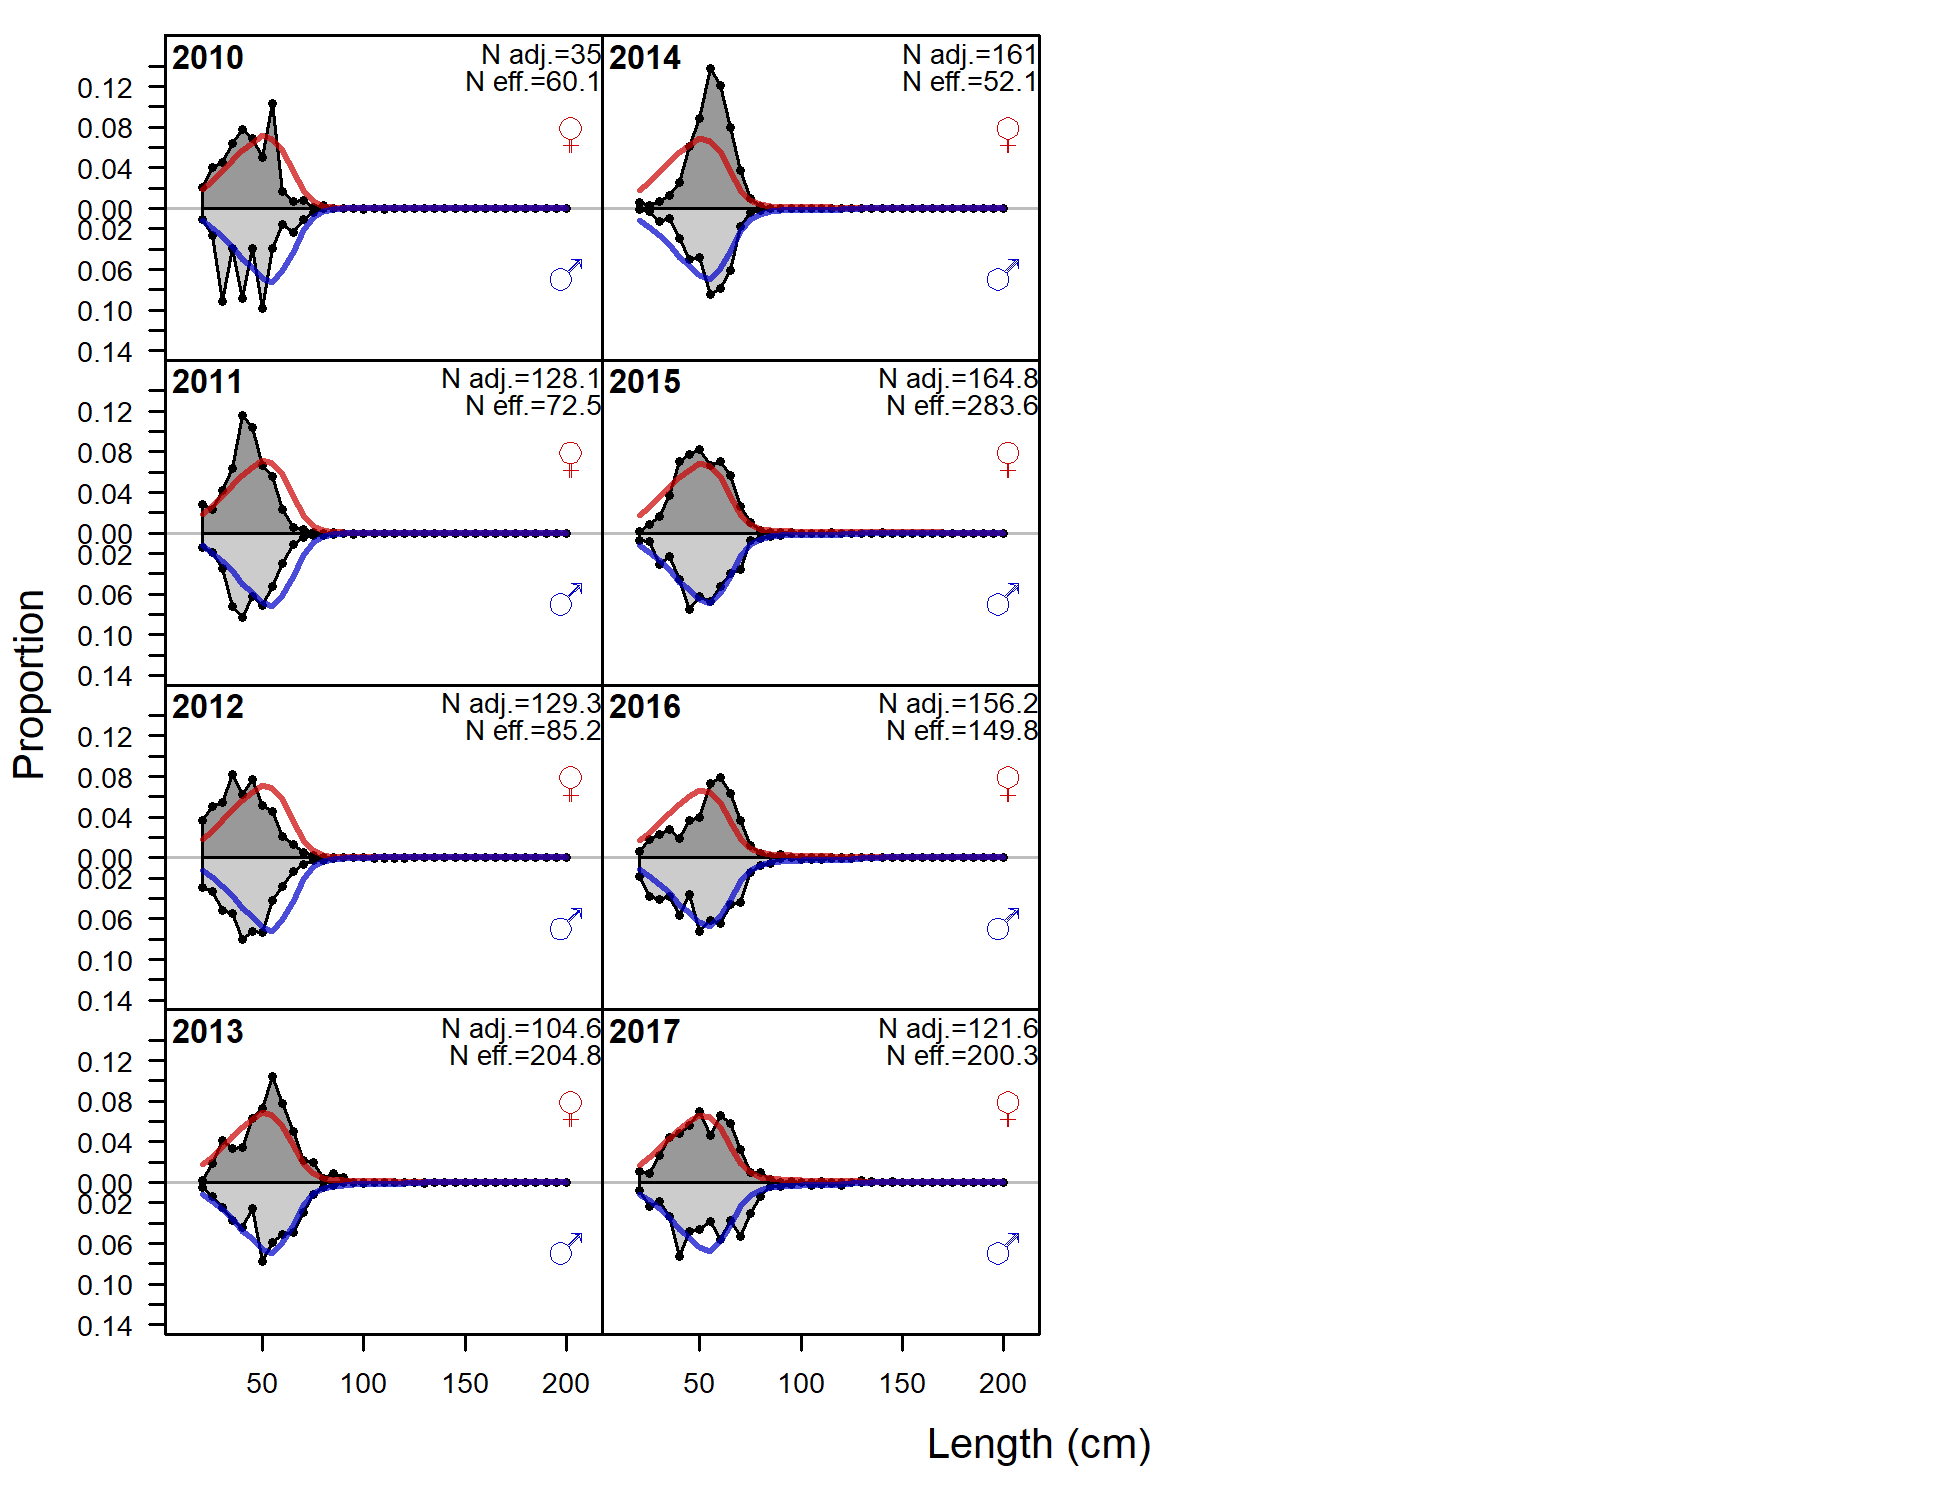 Proportion
2010
N adj.=35
N eff.=60.1
♀
♂
0.12
0.08
0.04
0.00
0.02
0.06
0.10
0.14
2014
N adj.=161
N eff.=52.1
♀
♂
2011
N adj.=128.1
N eff.=72.5
♀
♂
0.12
0.08
0.04
0.00
0.02
0.06
0.10
0.14
2015
N adj.=164.8
N eff.=283.6
♀
♂
2012
N adj.=129.3
N eff.=85.2
♀
♂
0.12
0.08
0.04
0.00
0.02
0.06
0.10
0.14
2016
N adj.=156.2
N eff.=149.8
♀
♂
2013
N adj.=104.6
N eff.=204.8
♀
♂
0.12
0.08
0.04
0.00
0.02
0.06
0.10
0.14
2017
N adj.=121.6
N eff.=200.3
♀
♂
50 100 150 200
50 100 150 200
Length (cm)